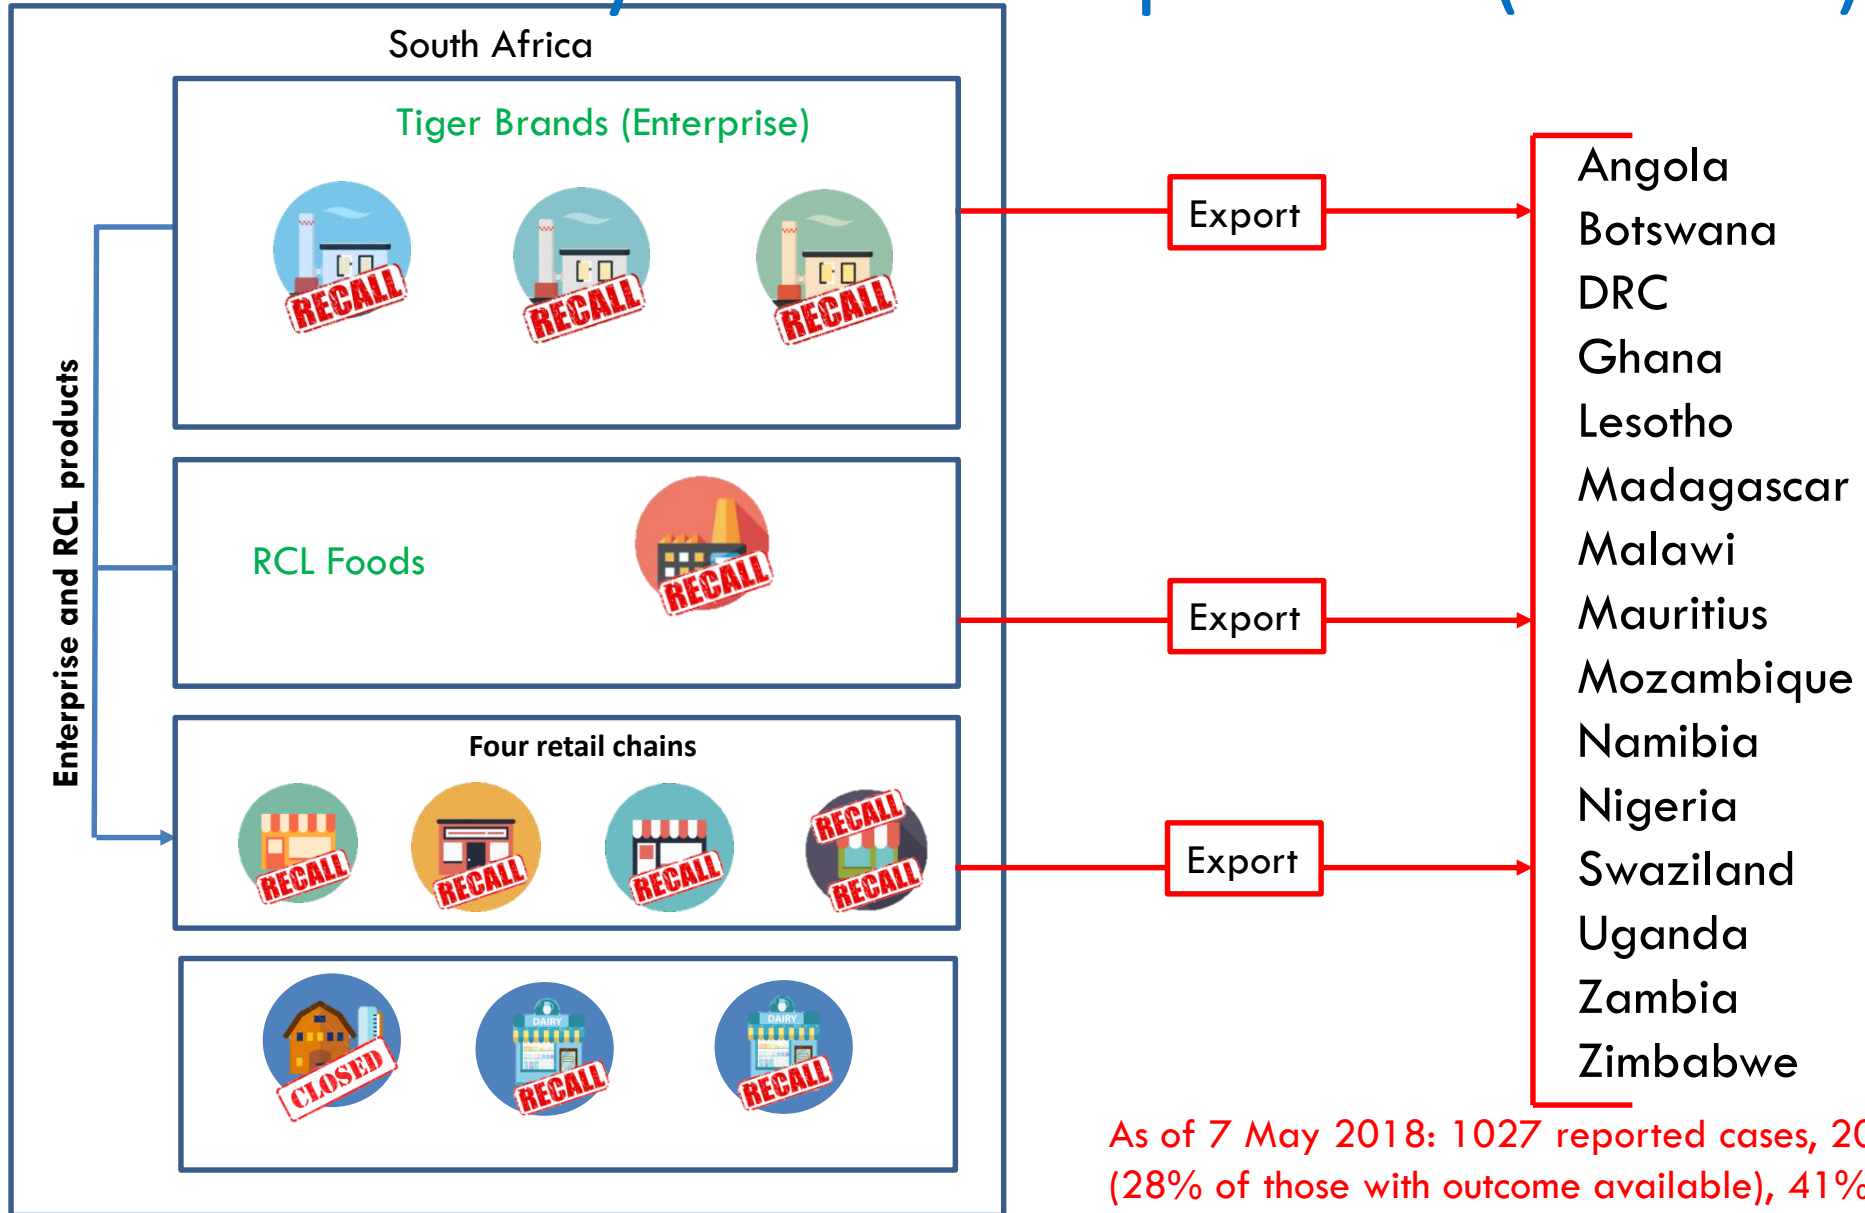 South Africa
Tiger Brands (Enterprise)
RECALL
RECALL
RECALL
Enterprise and RCL products
RCL Foods
RECALL
Four retail chains
RECALL
RECALL
RECALL
RECALL
RECALL
DAIRY
DAIRY
CLOSED
RECALL
RECALL
Export
Export
Export
Angola
Botswana
DRC
Ghana
Lesotho
Madagascar
Malawi
Mauritius
Mozambique
Namibia
Nigeria
Swaziland
Uganda
Zambia
Zimbabwe
As of 7 May 2018: 1027 reported cases, 20
(28% of those with outcome available), 41%